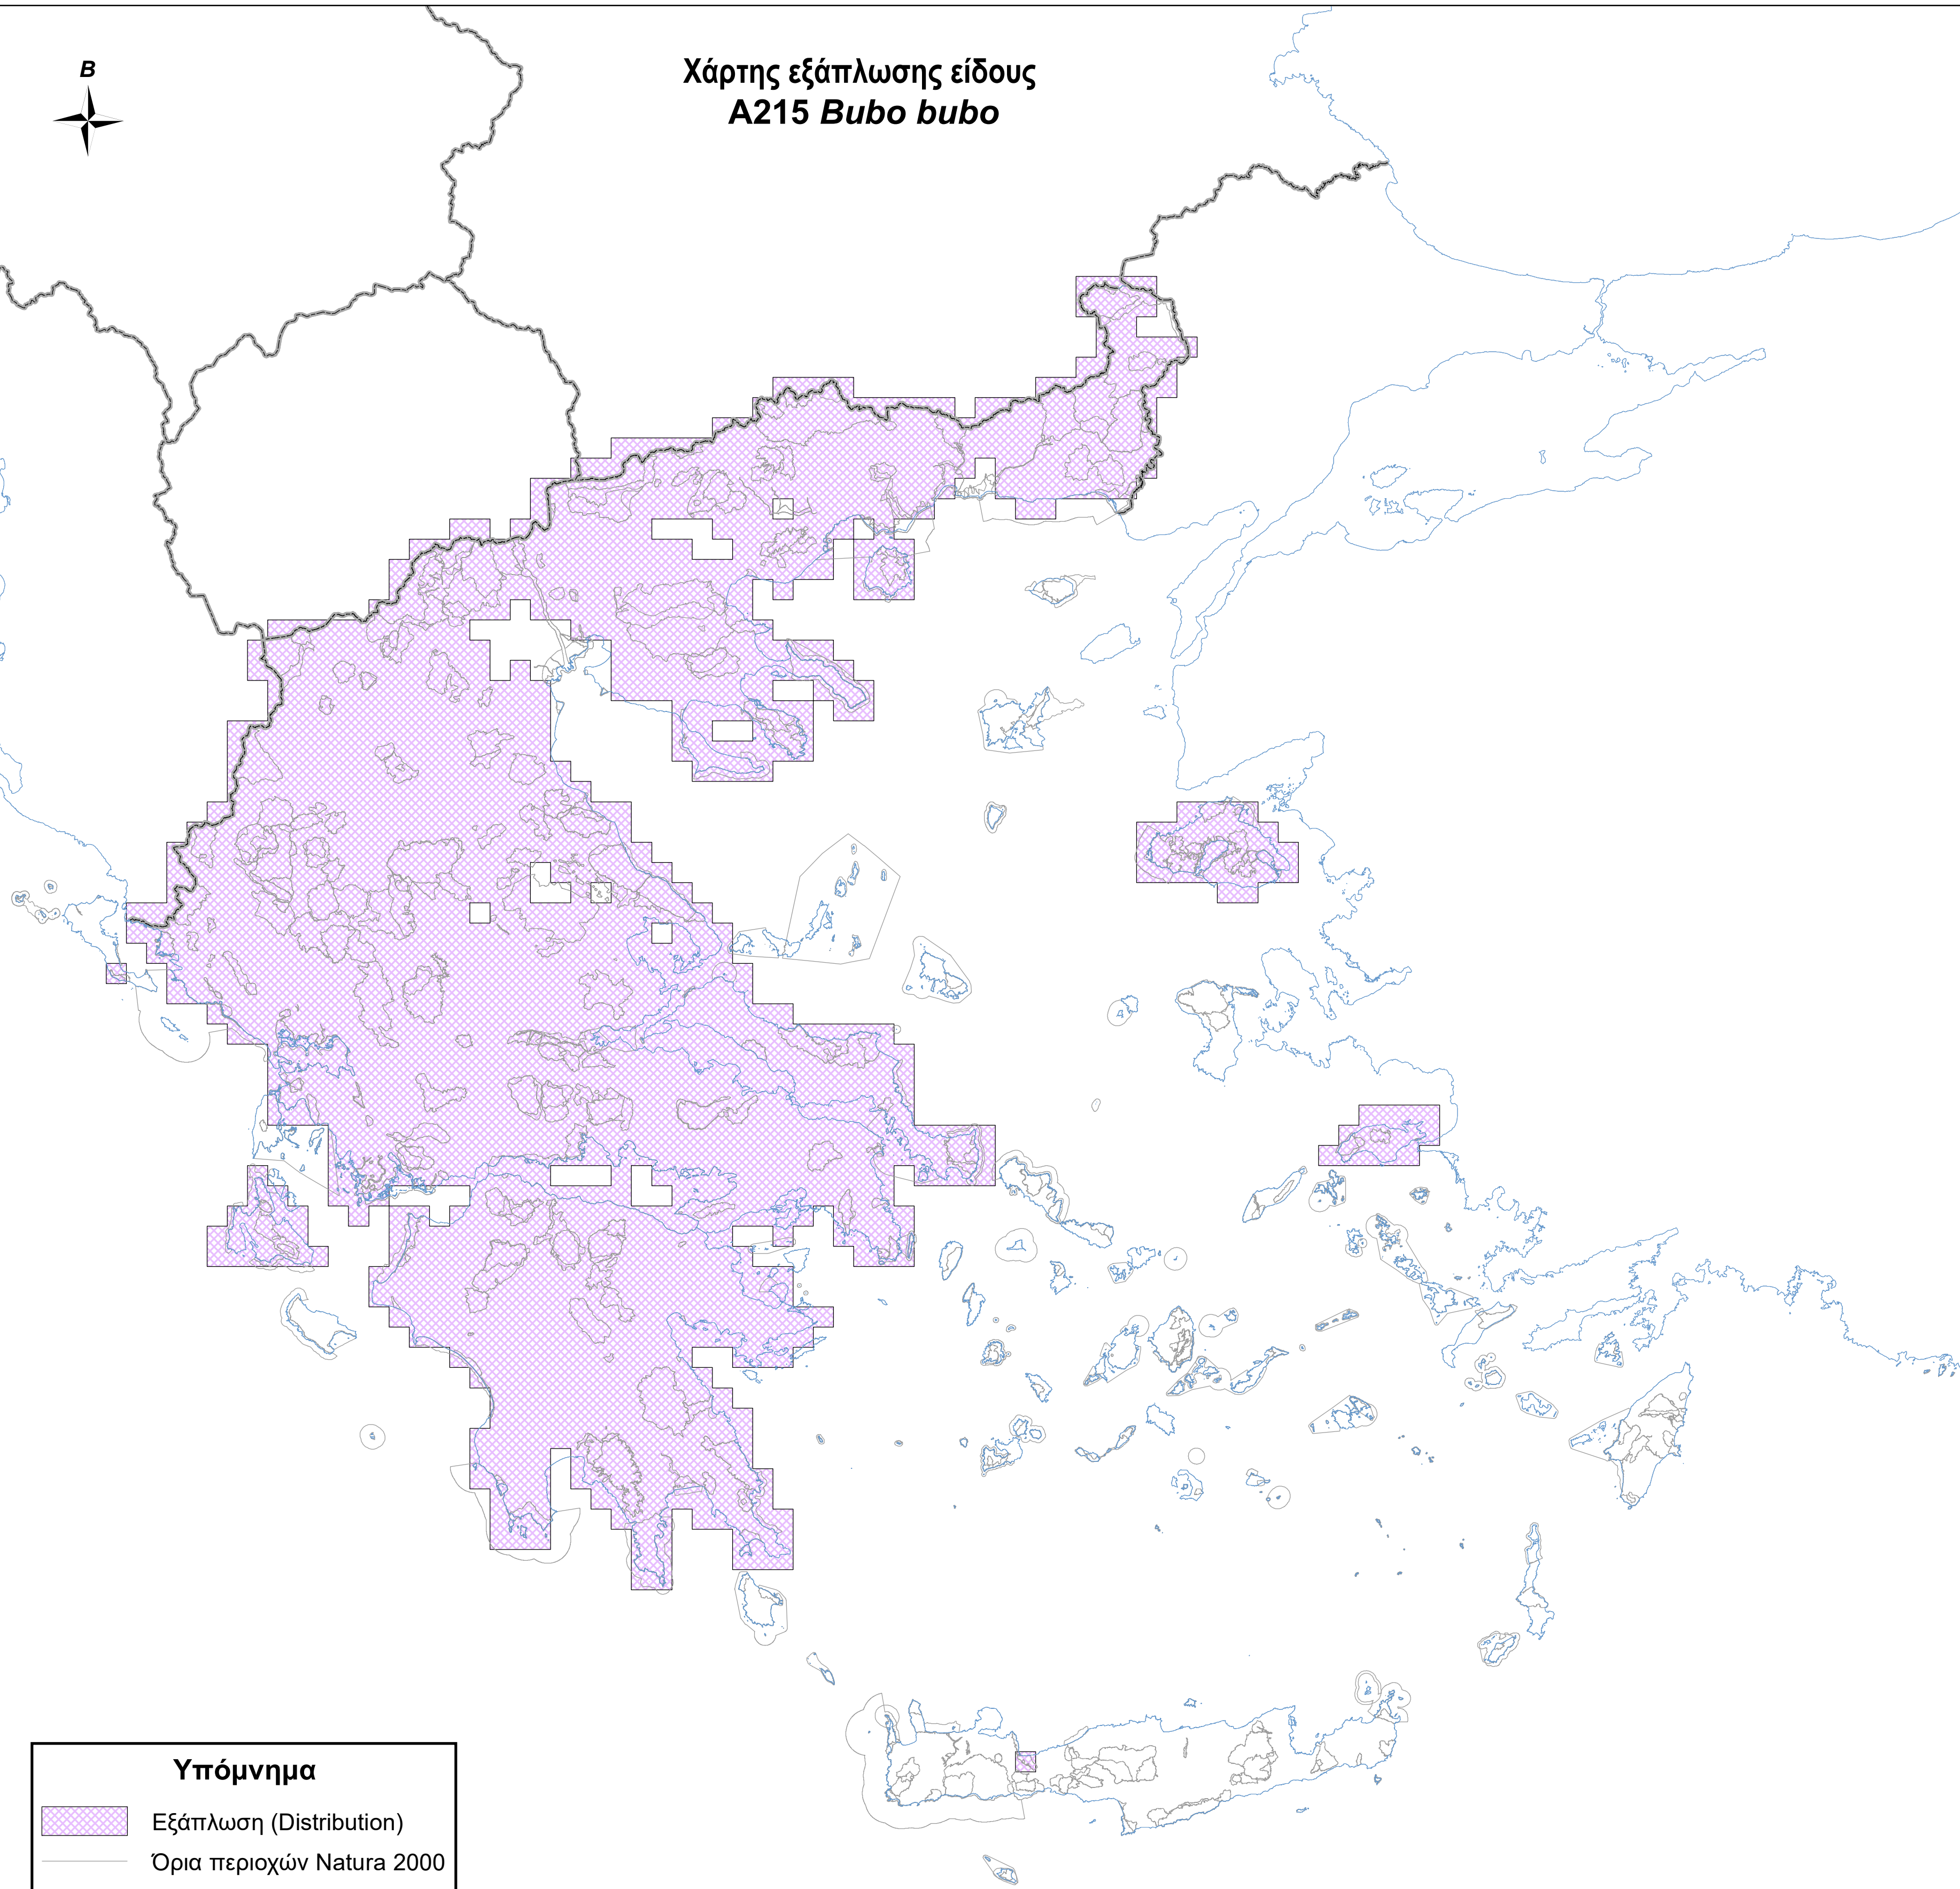 B
Χάρτης εξάπλωσης είδους
A215 Bubo bubo
Υπόμνημα
Εξάπλωση (Distribution)
Όρια περιοχών Natura 2000